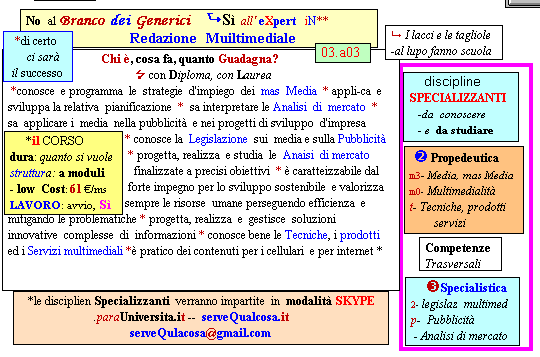 No al Branco dei Generici ↳Sì all'eXpert iN**
Redazione Muiltimediale
*di certo
ci sarà
il successo
03.a03
↳ I lacci e le tagliole
-al lupo fanno scuola
Chi è, cosa fa, quanto Guadagna?
ϟ con Diploma, con Laurea
*conosce e programma le strategie d'impiego dei mas Media * appli-ca e
sviluppa la relativa pianificazione * sa interpretare le Analisi di mercato *
sa applicare i media nella pubblicità e nei progetti di sviluppo d'impresa
* conosce la Legislazione sui media e sulla Pubblicità
* progetta, realizza e studia le Anaisi di mercato
finalizzate a precisi obiettivi * è caratteizzabile dal
forte impegno per lo sviluppo sostenibile e valorizza
sempre le risorse umane perseguendo efficienza e
mitigando le problematiche * progetta, realizza e gestisce soluzioni
innovative complesse di informazioni * conosce bene le Tecniche, i prodotti
ed i Servizi multimediali *è pratico dei contenuti per i cellulari e per internet *
*il CORSO
dura: quanto si vuole
struttura: a moduli
- low Cost: 61 €/ms
LAVORO: avvio, Sì
discipline
SPECIALIZZANTI
-da conoscere
- e da studiare
❷ Propedeutica
m3- Media, mas Media
m0- Multimedialità
t- Tecniche, prodotti
servizi
Competenze
Trasversali
❸Specialistica
2- legislaz multimed
p- Pubblicità
- Analisi di mercato
*le disciplien Specializzanti verranno impartite in modalità SKYPE
.paraUniversita.it -- serveQualcosa.it
serveQulacosa@gmail.com